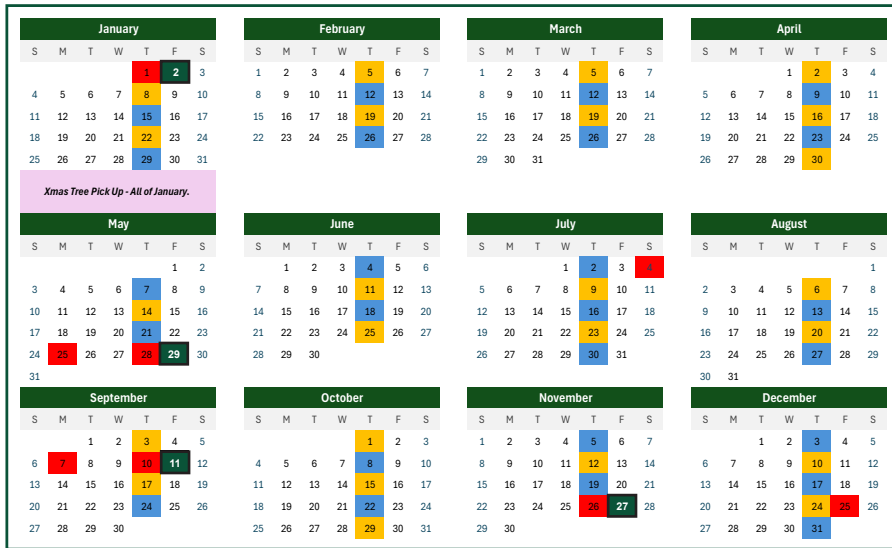 January February March April
S M T W T F S S M T W T F S S M T W T F S S M T W T F S
1 2 3 1 2 3 4 5 6 7 1 2 3 4 5 6 7 1 2 3 4
4 5 6 7 8 9 10 8 9 10 11 12 13 14 8 9 10 11 12 13 14 5 6 7 8 9 10 11
11 12 13 14 15 16 17 15 16 17 18 19 20 21 15 16 17 18 19 20 21 12 13 14 15 16 17 18
18 19 20 21 22 23 24 22 23 24 25 26 27 28 22 23 24 25 26 27 28 19 20 21 22 23 24 25
25 26 27 28 29 30 31 29 30 31 26 27 28 29 30
Xmas Tree Pick Up - All of January.
May June July August
S M T W T F S S M T W T F S S M T W T F S S M T W T F S
1 2 1 2 3 4 5 6 1 2 3 4 1
3 4 5 6 7 8 9 7 8 9 10 11 12 13 5 6 7 8 9 10 11 2 3 4 5 6 7 8
10 11 12 13 14 15 16 14 15 16 17 18 19 20 12 13 14 15 16 17 18 9 10 11 12 13 14 15
17 18 19 20 21 22 23 21 22 23 24 25 26 27 19 20 21 22 23 24 25 16 17 18 19 20 21 22
24 25 26 27 28 29 30 28 29 30 26 27 28 29 30 31 23 24 25 26 27 28 29
31 30 31
September October November December
S M T W T F S S M T W T F S S M T W T F S S M T W T F S
1 2 3 4 5 1 2 3 1 2 3 4 5 6 7 1 2 3 4 5
6 7 8 9 10 11 12 4 5 6 7 8 9 10 8 9 10 11 12 13 14 6 7 8 9 10 11 12
13 14 15 16 17 18 19 11 12 13 14 15 16 17 15 16 17 18 19 20 21 13 14 15 16 17 18 19
20 21 22 23 24 25 26 18 19 20 21 22 23 24 22 23 24 25 26 27 28 20 21 22 23 24 25 26
27 28 29 30 25 26 27 28 29 30 31 29 30 27 28 29 30 31